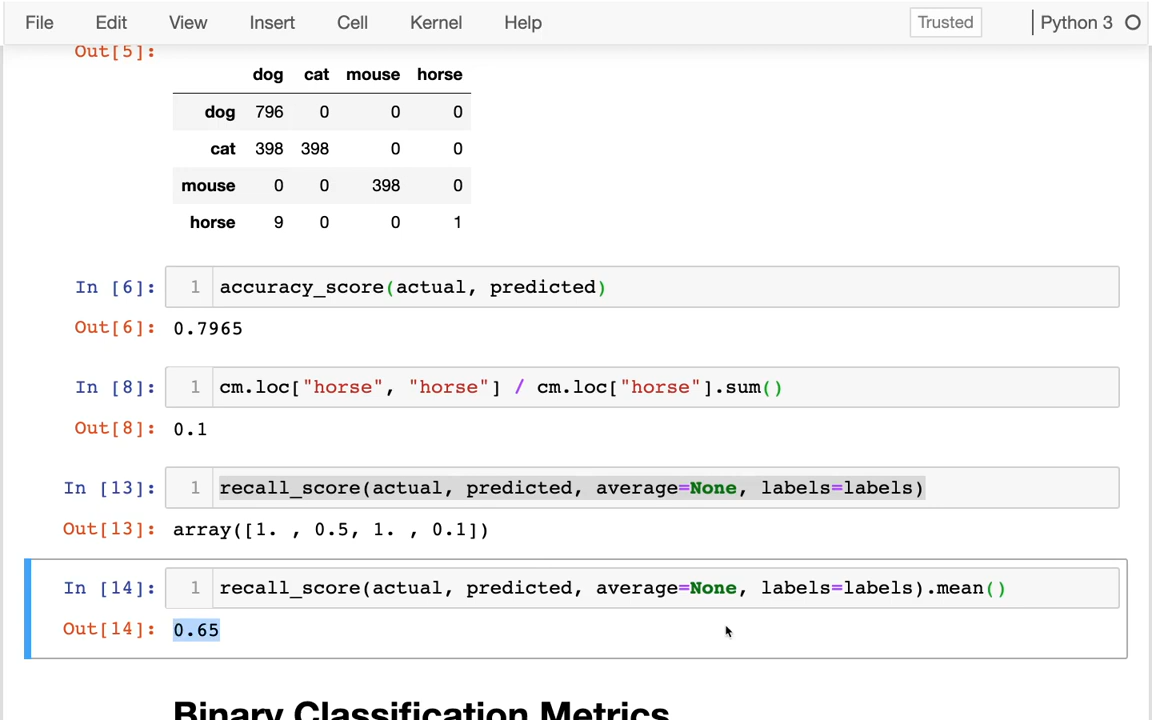 File Edit View Insert Cell Kernel Help Trusted Python 3
Out[5]:
dog cat mouse horse
dog 796 0 0 0
cat 398 398 0 0
mouse 0 0 398 0
horse 9 0 0 1
In [6]: 1 accuracy_score(actual, predicted)
Out[6]: 0.7965
In [8]: 1 cm.loc["horse", "horse"] / cm.loc["horse"].sum()
Out[8]: 0.1
In [13]: 1 recall_score(actual, predicted, average=None, labels=labels)
Out[13]: array([1. , 0.5, 1. , 0.1])
In [14]: 1 recall_score(actual, predicted, average=None, labels=labels).mean()
Out[14]: 0.65
Binary Classification Metrics